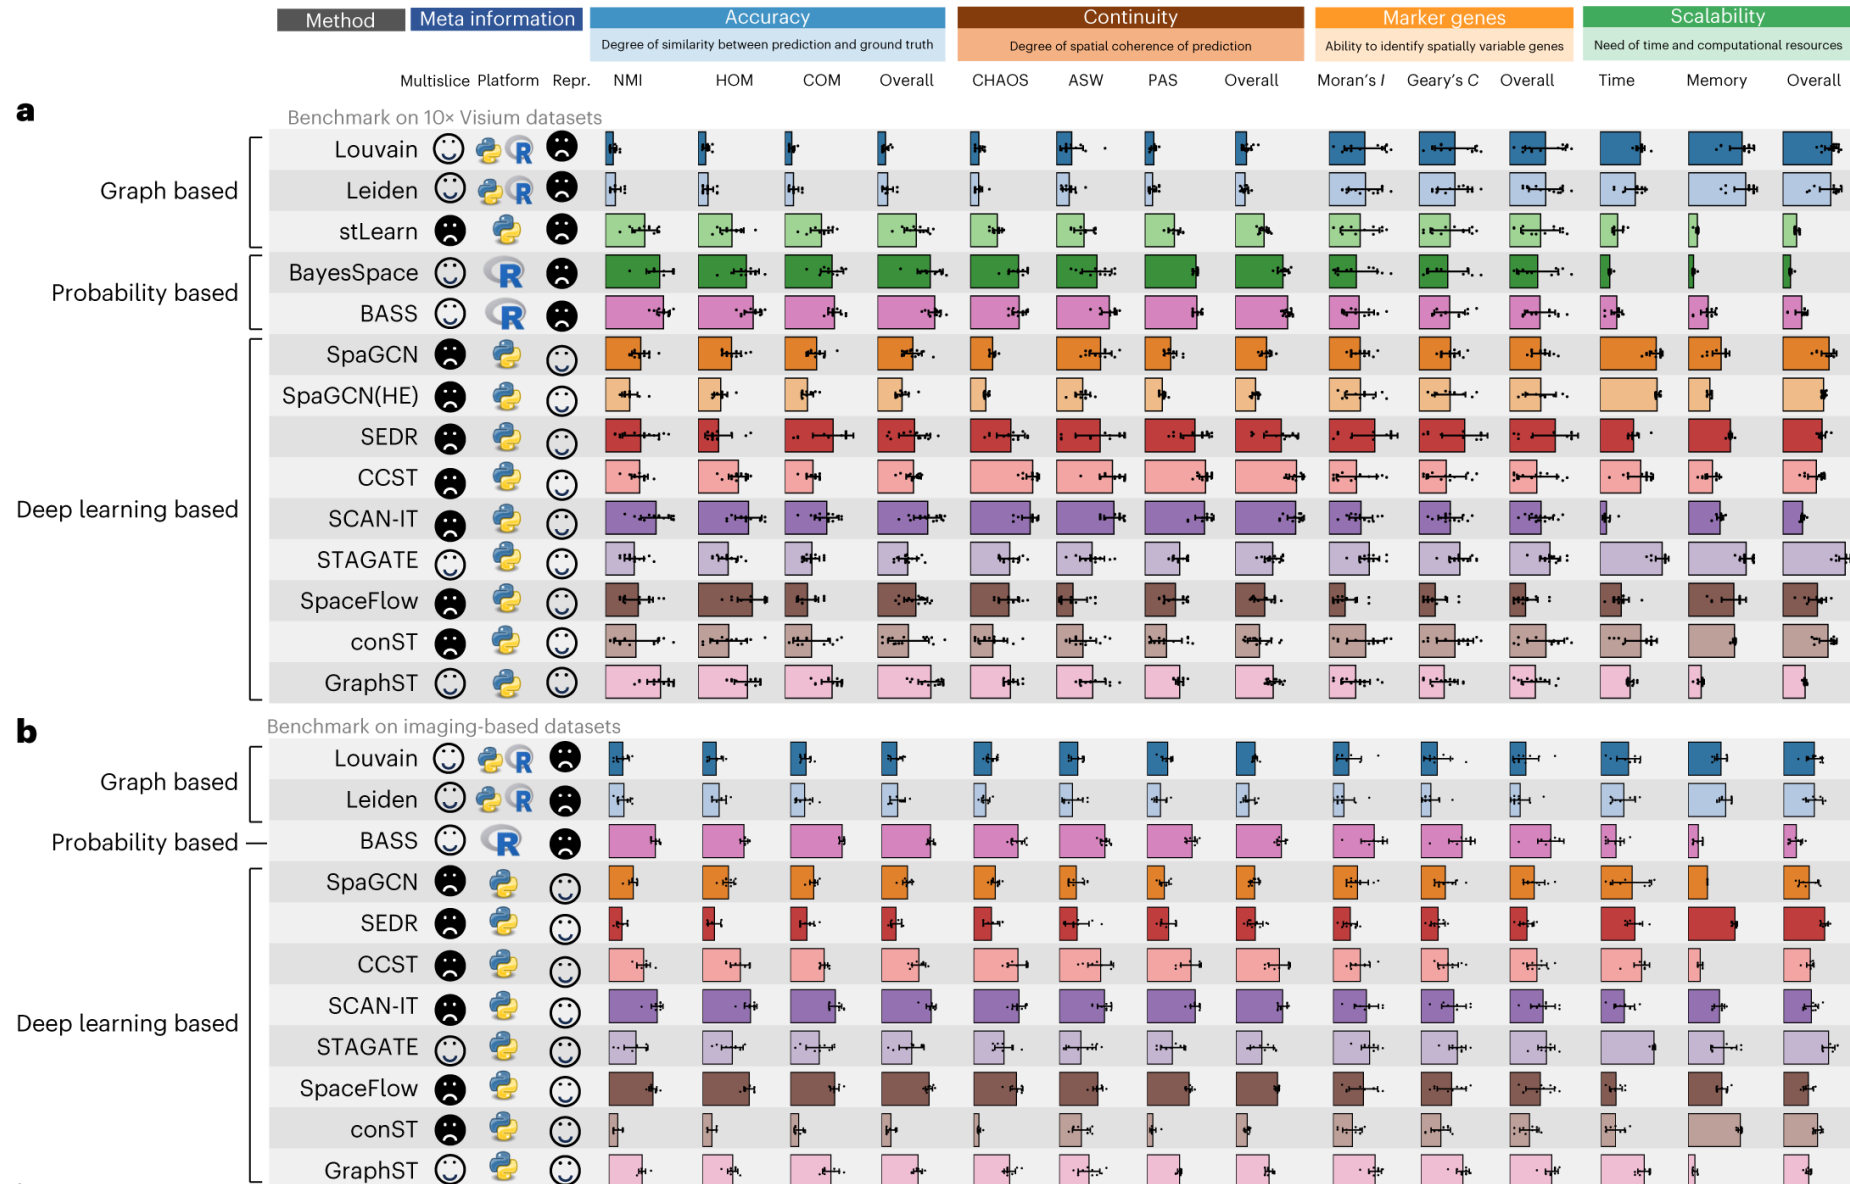 Method Meta information Accuracy Continuity Marker genes Scalability
Degree of similarity between prediction and ground truth Degree of spatial coherence of prediction Ability to identify spatially variable genes Need of time and computational resources
Multislice Platform Repr. NMI HOM COM Overall CHAOS ASW PAS Overall Moran's I Geary's C Overall Time Memory Overall
a
Benchmark on 10× Visium datasets
Louvain R
Graph based Leiden R
stLearn
BayesSpace R
Probability based
BASS R
SpaGCN
SpaGCN(HE)
SEDR
CCST
Deep learning based SCAN-IT
STAGATE
SpaceFlow
conST
GraphST
b
Benchmark on imaging-based datasets
Louvain R
Graph based
Leiden R
Probability based BASS R
SpaGCN
SEDR
CCST
SCAN-IT
Deep learning based
STAGATE
SpaceFlow
conST
GraphST